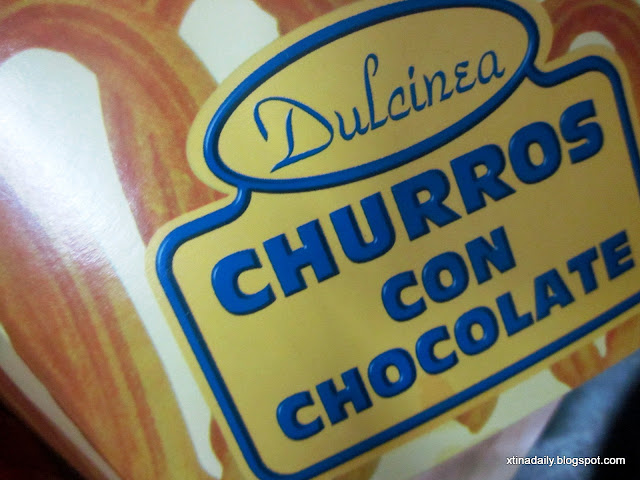 Dulcinea
CHURROS
CON
CHOCOLATE
xtinadaily.blogspot.com